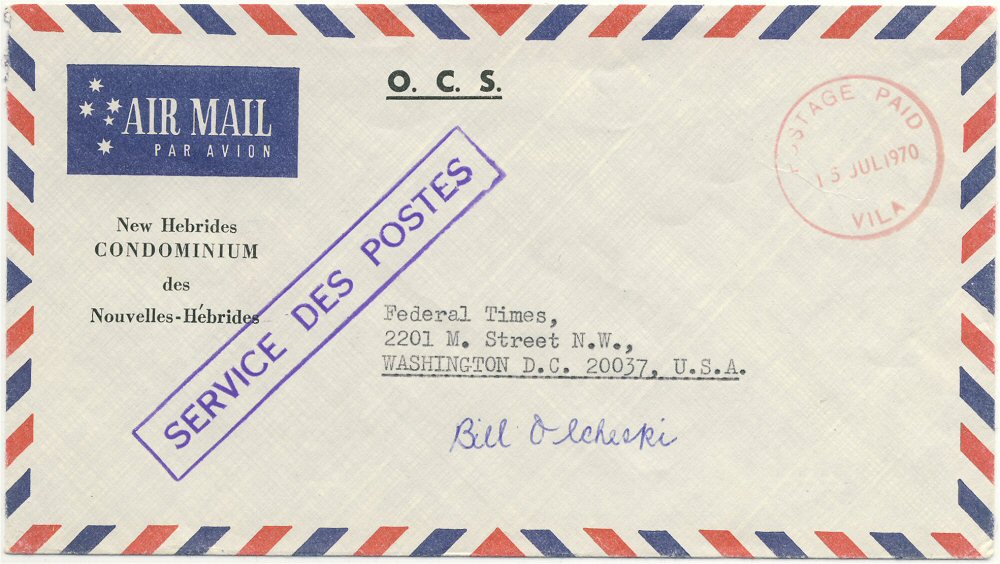 O. C. S.
AIR MAIL
PAR AVION
POSTAGE PAID
15 JUL 1970
VILA
New Hebrides
CONDOMINIUM
des
Nouvelles-Hébrides
SERVICE DES POSTES
Federal Times,
2201 M. Street N.W.,
WASHINGTON D.C. 20037, U.S.A.
Bill Olcheski